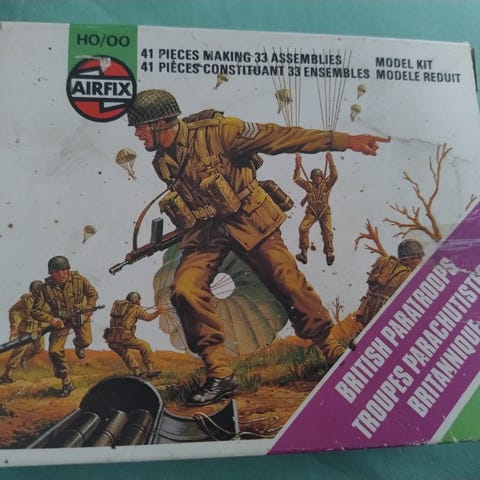 HO/OO
AIRFIX
41 PIECES MAKING 33 ASSEMBLIES
41 PIÈCES CONSTITUANT 33 ENSEMBLES
MODEL KIT
MODELE REDUIT
BRITISH PARATROOPS
TROUPES PARACHUTISTES
BRITANNIQUE